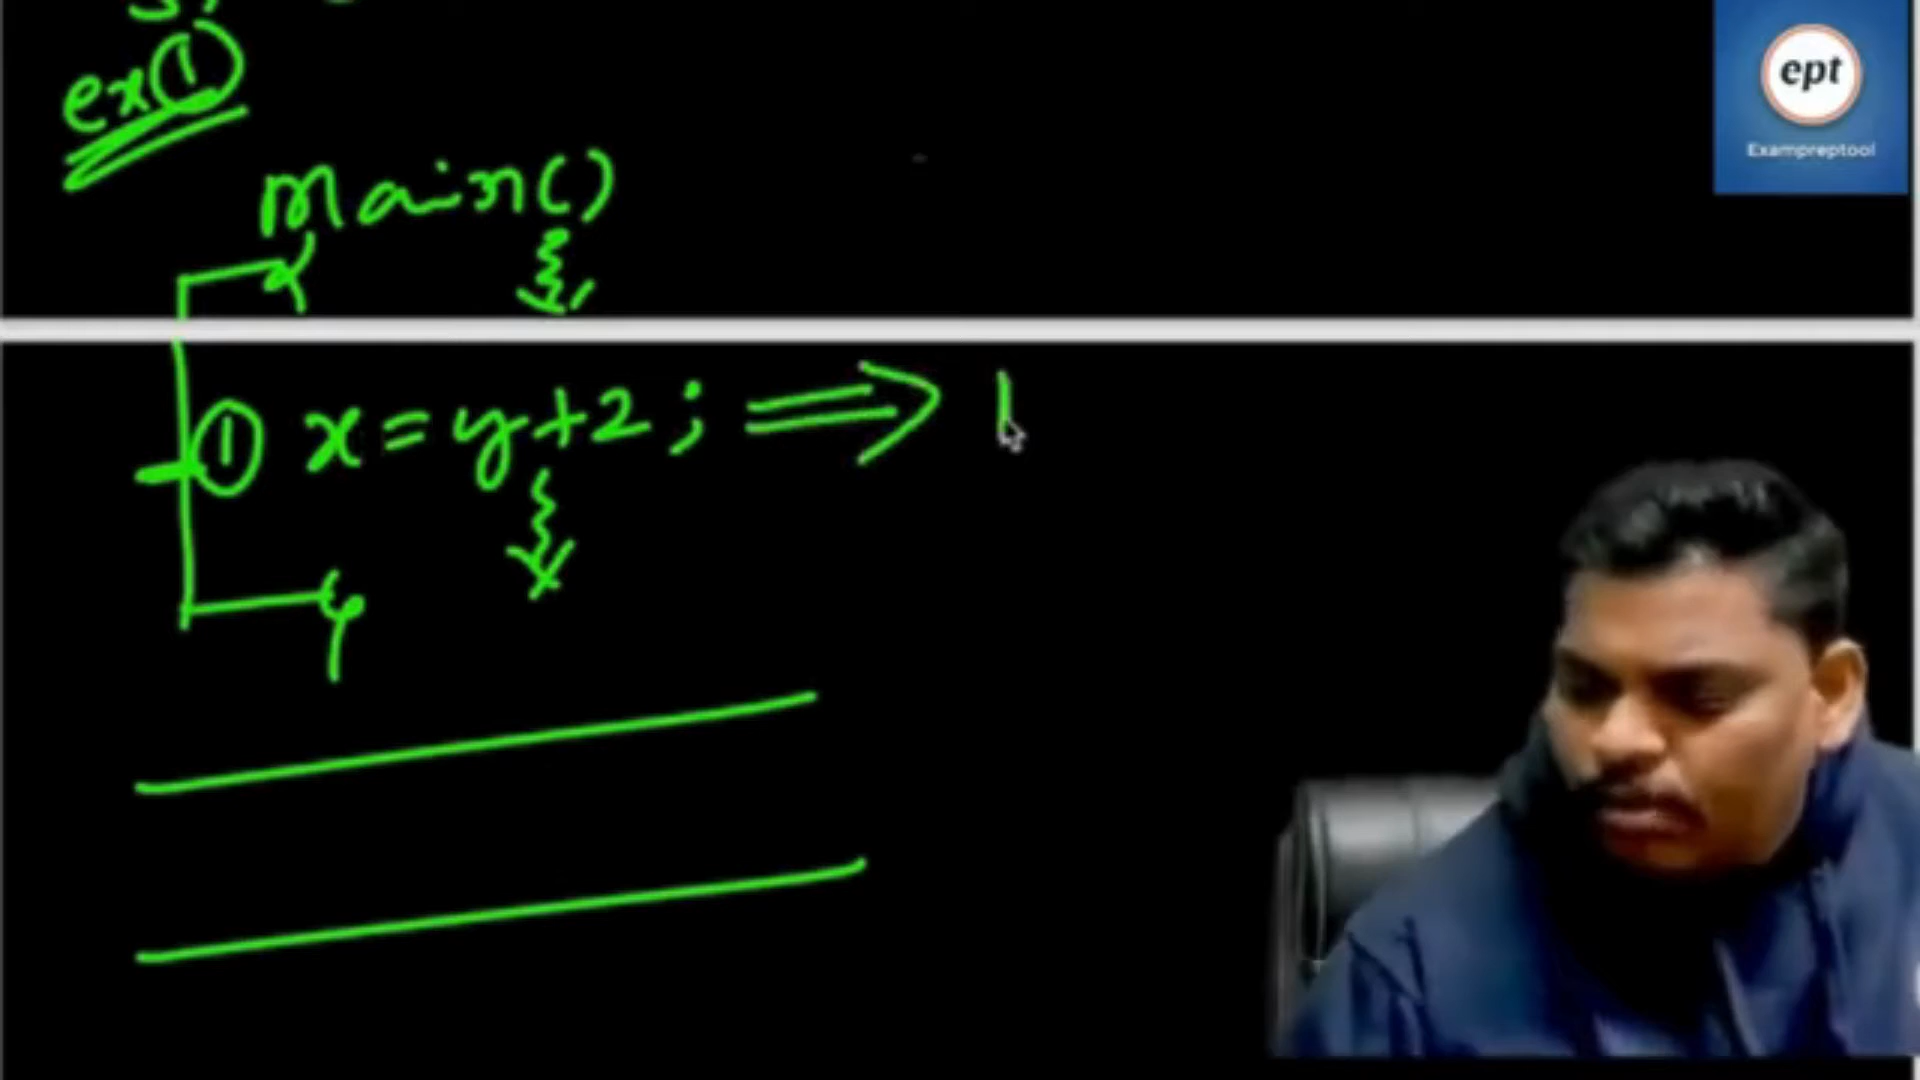 ex①
ept
Exampreptool
Main()
{
① x = y + 2 ; ⇒ 1
}